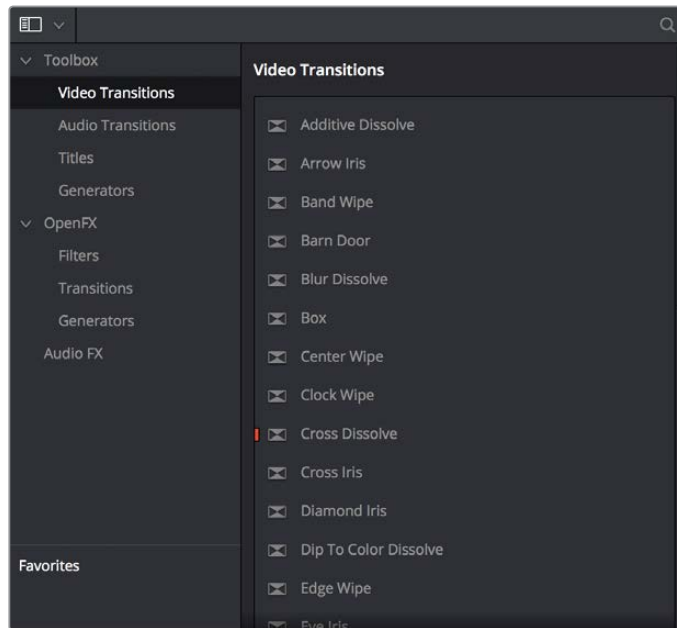 Toolbox
Video Transitions
Audio Transitions
Titles
Generators
OpenFX
Filters
Transitions
Generators
Audio FX
Favorites
Video Transitions
Additive Dissolve
Arrow Iris
Band Wipe
Barn Door
Blur Dissolve
Box
Center Wipe
Clock Wipe
Cross Dissolve
Cross Iris
Diamond Iris
Dip To Color Dissolve
Edge Wipe
Eye Iris